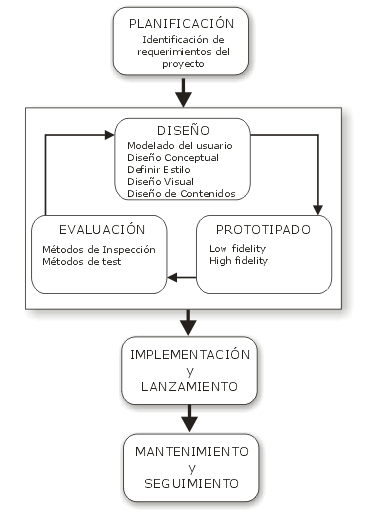 PLANIFICACIÓN
Identificación de
requerimientos del
proyecto
DISEÑO
Modelado del usuario
Diseño Conceptual
Definir Estilo
Diseño Visual
Diseño de Contenidos
EVALUACIÓN
Métodos de Inspección
Métodos de test
PROTOTIPADO
Low fidelity
High fidelity
IMPLEMENTACIÓN
y
LANZAMIENTO
MANTENIMIENTO
y
SEGUIMIENTO